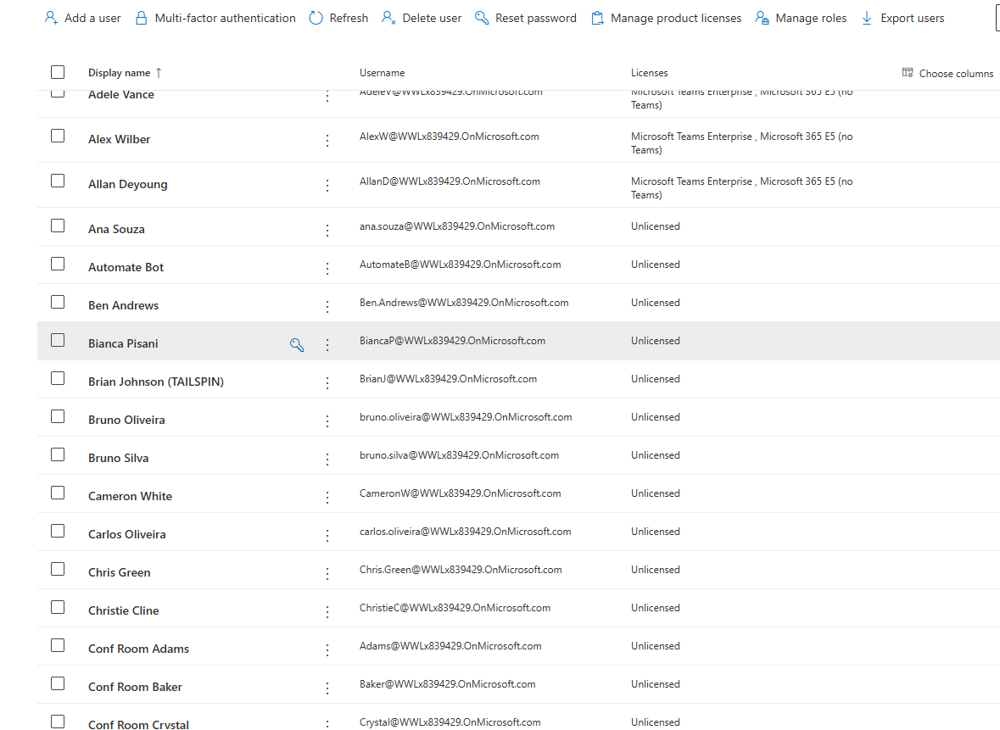 Add a user Multi-factor authentication Refresh Delete user Reset password Manage product licenses Manage roles Export users
Display name ↑ Username Licenses Choose columns
Adele Vance AdeleV@WWLx839429.OnMicrosoft.com Microsoft Teams Enterprise , Microsoft 365 E5 (no
Teams)
Alex Wilber AlexW@WWLx839429.OnMicrosoft.com Microsoft Teams Enterprise , Microsoft 365 E5 (no
Teams)
Allan Deyoung AllanD@WWLx839429.OnMicrosoft.com Microsoft Teams Enterprise , Microsoft 365 E5 (no
Teams)
Ana Souza ana.souza@WWLx839429.OnMicrosoft.com Unlicensed
Automate Bot AutomateB@WWLx839429.OnMicrosoft.com Unlicensed
Ben Andrews Ben.Andrews@WWLx839429.OnMicrosoft.com Unlicensed
Bianca Pisani BiancaP@WWLx839429.OnMicrosoft.com Unlicensed
Brian Johnson (TAILSPIN) BrianJ@WWLx839429.OnMicrosoft.com Unlicensed
Bruno Oliveira bruno.oliveira@WWLx839429.OnMicrosoft.com Unlicensed
Bruno Silva bruno.silva@WWLx839429.OnMicrosoft.com Unlicensed
Cameron White CameronW@WWLx839429.OnMicrosoft.com Unlicensed
Carlos Oliveira carlos.oliveira@WWLx839429.OnMicrosoft.com Unlicensed
Chris Green Chris.Green@WWLx839429.OnMicrosoft.com Unlicensed
Christie Cline ChristieC@WWLx839429.OnMicrosoft.com Unlicensed
Conf Room Adams Adams@WWLx839429.OnMicrosoft.com Unlicensed
Conf Room Baker Baker@WWLx839429.OnMicrosoft.com Unlicensed
Conf Room Crystal Crystal@WWLx839429.OnMicrosoft.com Unlicensed